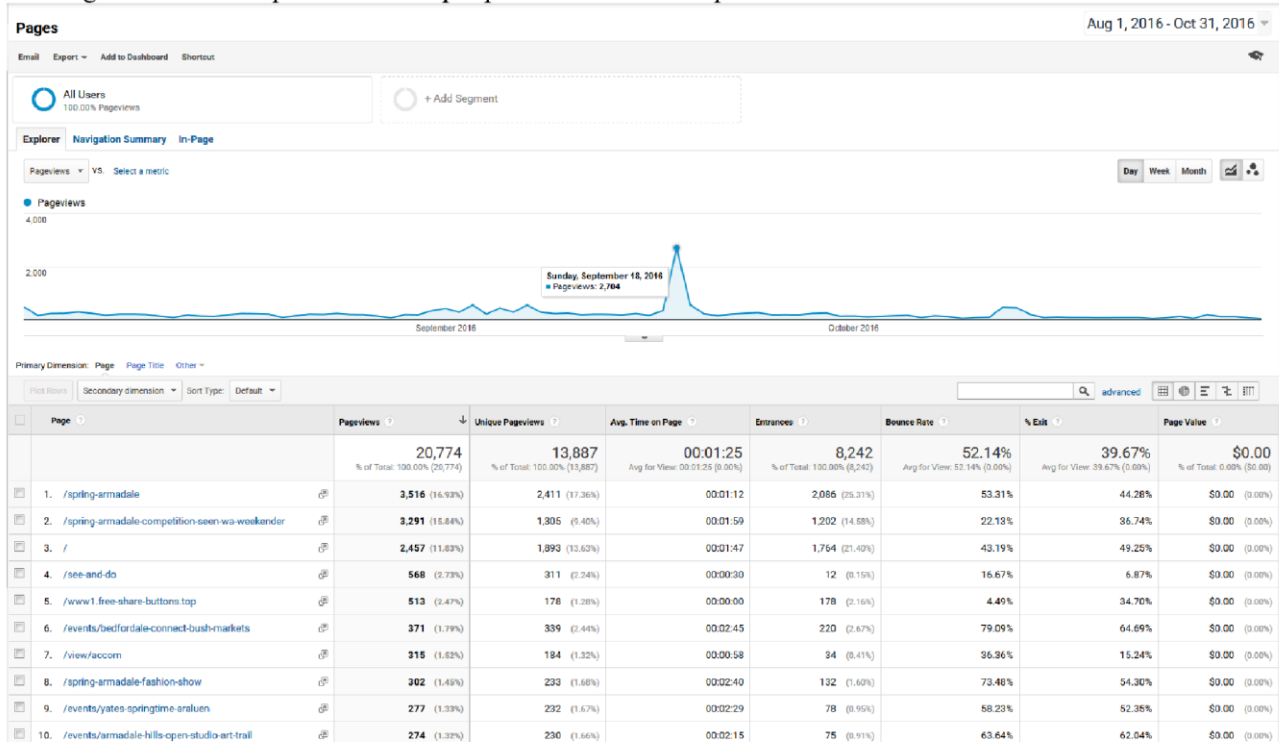 Pages
Aug 1, 2016 - Oct 31, 2016
Email Export Add to Dashboard Shortcut
All Users
100.00% Pageviews
+ Add Segment
Explorer Navigation Summary In-Page
Pageviews VS. Select a metric
Day Week Month
Pageviews
4,000
2,000
Sunday, September 18, 2016
Pageviews: 2,704
September 2016 October 2016
Primary Dimension: Page Page Title Other
Plot Rows Secondary dimension Sort Type: Default advanced
Page Pageviews Unique Pageviews Avg. Time on Page Entrances Bounce Rate % Exit Page Value
20,774 13,887 00:01:25 8,242 52.14% 39.67% $0.00
% of Total: 100.00% (20,774) % of Total: 100.00% (13,887) Avg for View: 00:01:25 (0.00%) % of Total: 100.00% (8,242) Avg for View: 52.14% (0.00%) Avg for View: 39.67% (0.00%) % of Total: 0.00% ($0.00)
1. /spring-armadale 3,516 (16.93%) 2,411 (17.36%) 00:01:12 2,086 (25.31%) 53.31% 44.28% $0.00 (0.00%)
2. /spring-armadale-competition-seen-wa-weekender 3,291 (15.84%) 1,305 (9.40%) 00:01:59 1,202 (14.58%) 22.13% 36.74% $0.00 (0.00%)
3. / 2,457 (11.83%) 1,893 (13.63%) 00:01:47 1,764 (21.40%) 43.19% 49.25% $0.00 (0.00%)
4. /see-and-do 568 (2.73%) 311 (2.24%) 00:00:30 12 (0.15%) 16.67% 6.87% $0.00 (0.00%)
5. /www1.free-share-buttons.top 513 (2.47%) 178 (1.28%) 00:00:00 178 (2.16%) 4.49% 34.70% $0.00 (0.00%)
6. /events/bedfordale-connect-bush-markets 371 (1.79%) 339 (2.44%) 00:02:45 220 (2.67%) 79.09% 64.69% $0.00 (0.00%)
7. /view/accom 315 (1.52%) 184 (1.32%) 00:00:58 34 (0.41%) 36.36% 15.24% $0.00 (0.00%)
8. /spring-armadale-fashion-show 302 (1.45%) 233 (1.68%) 00:02:40 132 (1.60%) 73.48% 54.30% $0.00 (0.00%)
9. /events/yates-springtime-araluen 277 (1.33%) 232 (1.67%) 00:02:29 78 (0.95%) 58.23% 52.35% $0.00 (0.00%)
10. /events/armadale-hills-open-studio-art-trail 274 (1.32%) 230 (1.66%) 00:02:15 75 (0.91%) 63.64% 62.04% $0.00 (0.00%)